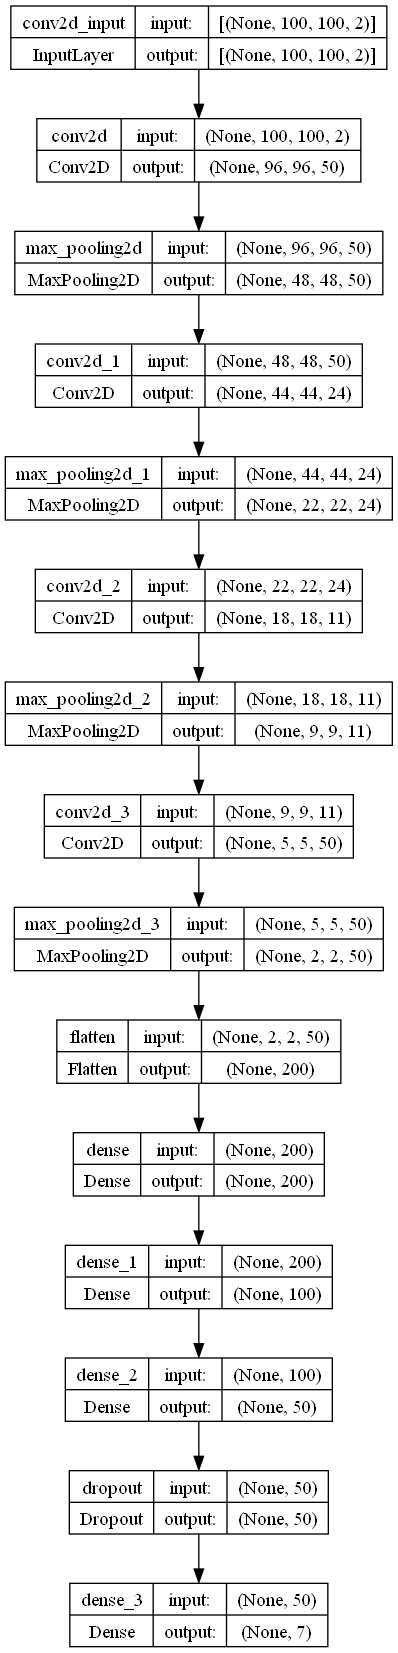 conv2d_input input: [(None, 100, 100, 2)]
InputLayer output: [(None, 100, 100, 2)]
conv2d input: (None, 100, 100, 2)
Conv2D output: (None, 96, 96, 50)
max_pooling2d input: (None, 96, 96, 50)
MaxPooling2D output: (None, 48, 48, 50)
conv2d_1 input: (None, 48, 48, 50)
Conv2D output: (None, 44, 44, 24)
max_pooling2d_1 input: (None, 44, 44, 24)
MaxPooling2D output: (None, 22, 22, 24)
conv2d_2 input: (None, 22, 22, 24)
Conv2D output: (None, 18, 18, 11)
max_pooling2d_2 input: (None, 18, 18, 11)
MaxPooling2D output: (None, 9, 9, 11)
conv2d_3 input: (None, 9, 9, 11)
Conv2D output: (None, 5, 5, 50)
max_pooling2d_3 input: (None, 5, 5, 50)
MaxPooling2D output: (None, 2, 2, 50)
flatten input: (None, 2, 2, 50)
Flatten output: (None, 200)
dense input: (None, 200)
Dense output: (None, 200)
dense_1 input: (None, 200)
Dense output: (None, 100)
dense_2 input: (None, 100)
Dense output: (None, 50)
dropout input: (None, 50)
Dropout output: (None, 50)
dense_3 input: (None, 50)
Dense output: (None, 7)